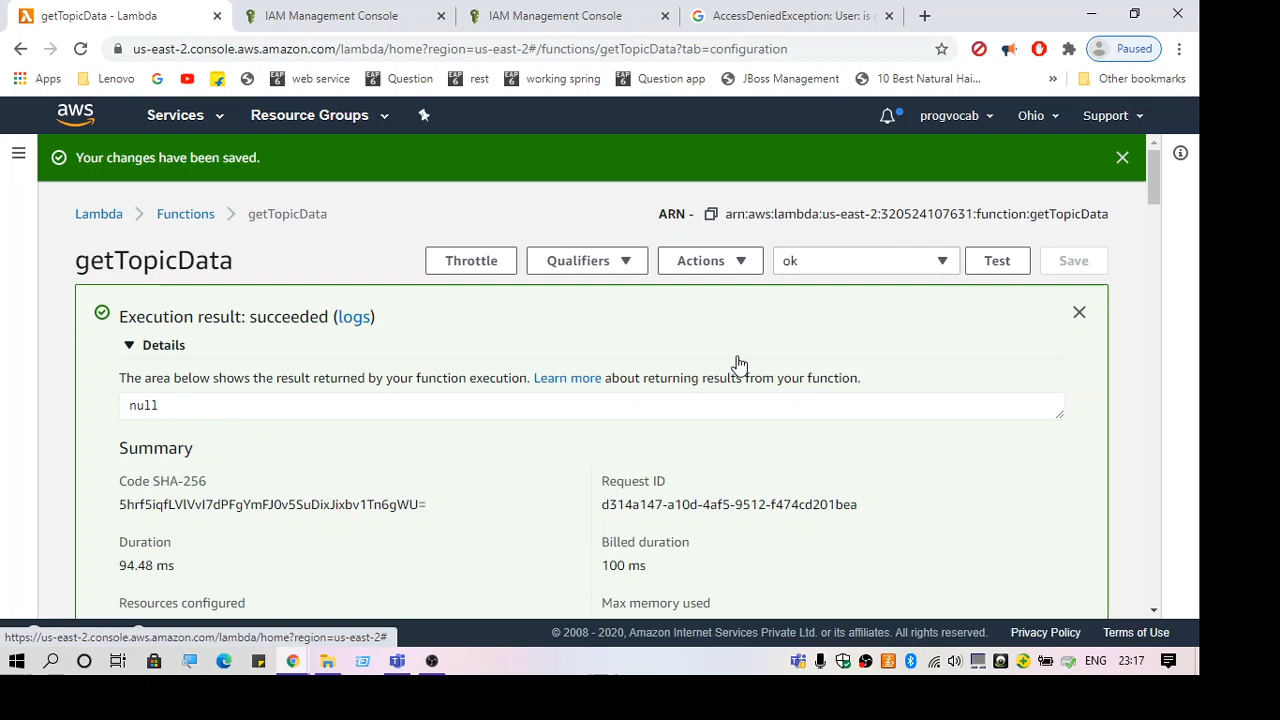 getTopicData - Lambda
IAM Management Console
IAM Management Console
AccessDeniedException: User: is
us-east-2.console.aws.amazon.com/lambda/home?region=us-east-2#/functions/getTopicData?tab=configuration
Paused
Apps
Lenovo
web service
Question
rest
working spring
Question app
JBoss Management
10 Best Natural Hai...
»
Other bookmarks
aws
Services
Resource Groups
progvocab
Ohio
Support
Your changes have been saved.
Lambda
Functions
getTopicData
ARN - arn:aws:lambda:us-east-2:320524107631:function:getTopicData
getTopicData
Throttle
Qualifiers
Actions
ok
Test
Save
Execution result: succeeded (logs)
Details
The area below shows the result returned by your function execution. Learn more about returning results from your function.
null
Summary
Code SHA-256
Request ID
5hrf5iqfLVlVvI7dPFgYmFJ0v5SuDixJixbv1Tn6gWU=
d314a147-a10d-4af5-9512-f474cd201bea
Duration
Billed duration
94.48 ms
100 ms
Resources configured
Max memory used
https://us-east-2.console.aws.amazon.com/lambda/home?region=us-east-2#
© 2008 - 2020, Amazon Internet Services Private Ltd. or its affiliates. All rights reserved.
Privacy Policy
Terms of Use
ENG
23:17